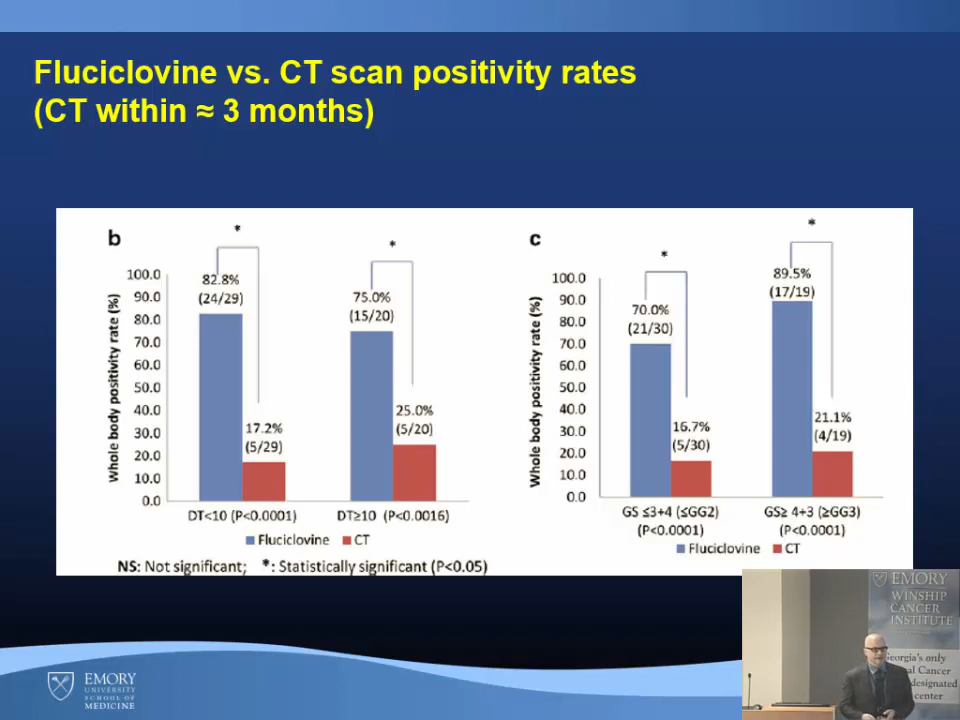 Fluciclovine vs. CT scan positivity rates
(CT within ≈ 3 months)
b
*
*
Whole body positivity rate (%)
100.0
90.0
80.0
70.0
60.0
50.0
40.0
30.0
20.0
10.0
0.0
82.8%
(24/29)
17.2%
(5/29)
75.0%
(15/20)
25.0%
(5/20)
DT<10 (P<0.0001)
DT≥10 (P<0.0016)
Fluciclovine
CT
NS: Not significant; *: Statistically significant (P<0.05)
c
*
*
Whole body positivity rate (%)
100.0
90.0
80.0
70.0
60.0
50.0
40.0
30.0
20.0
10.0
0.0
70.0%
(21/30)
16.7%
(5/30)
89.5%
(17/19)
21.1%
(4/19)
GS ≤3+4 (≤GG2)
(P<0.0001)
GS≥ 4+3 (≥GG3)
(P<0.0001)
Fluciclovine
CT
EMORY
UNIVERSITY
SCHOOL OF
MEDICINE
EMORY
WINSHIP
CANCER
INSTITUTE
Georgia's only
Cancer
designated
center